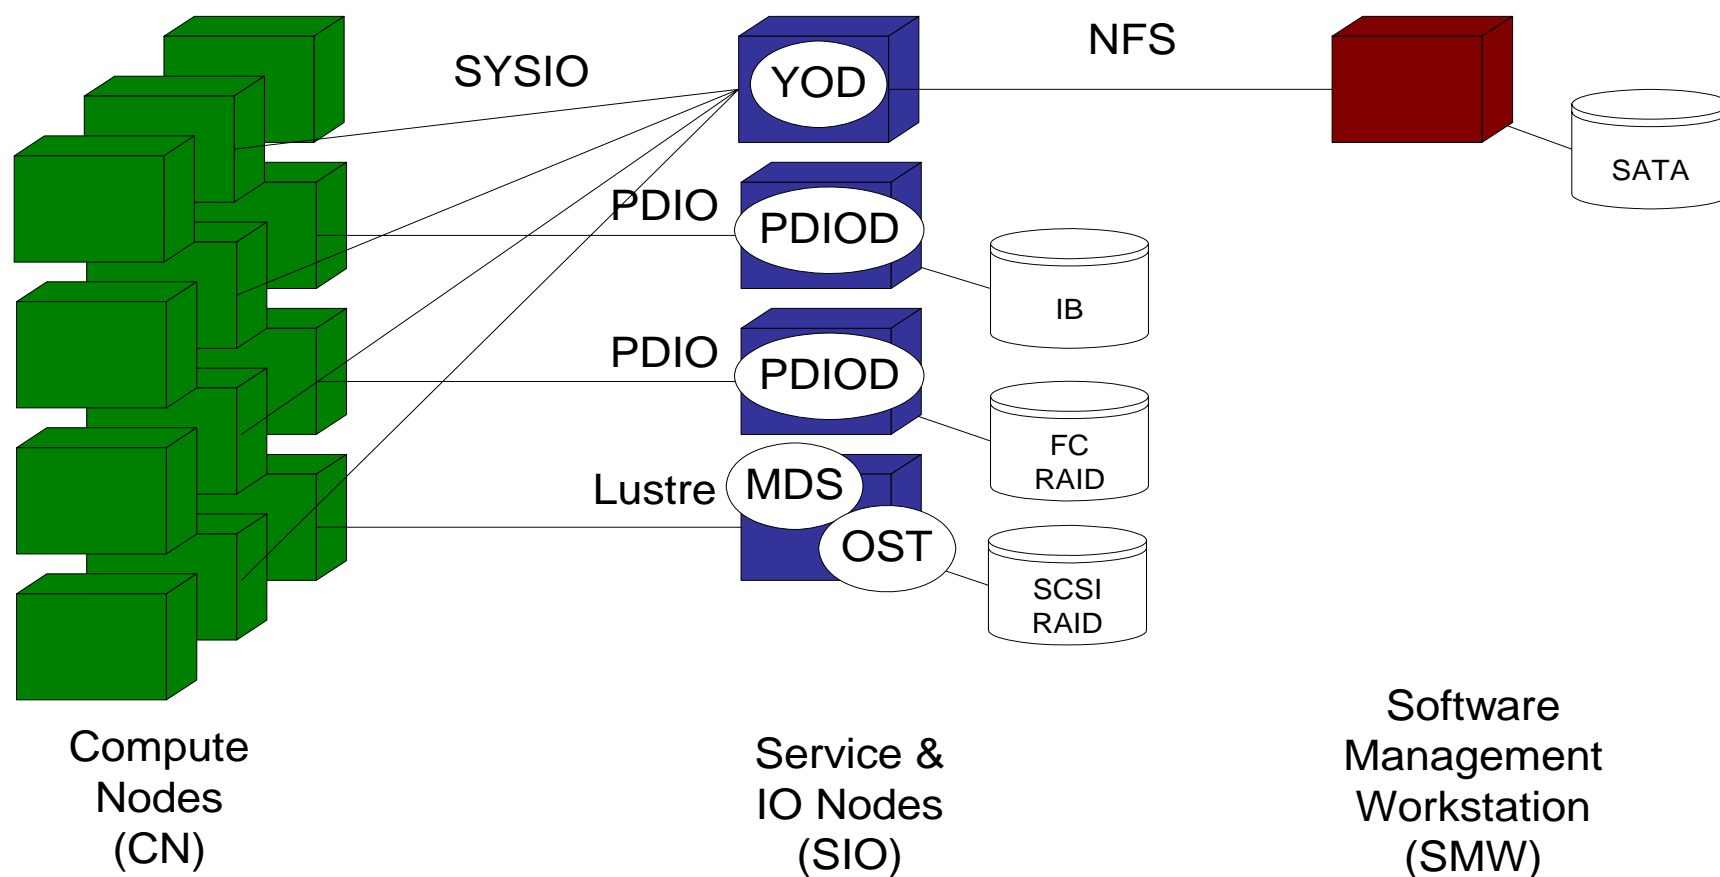 SYSIO
YOD
NFS
SATA
PDIO
PDIOD
IB
PDIO
PDIOD
FC
RAID
Lustre
MDS
OST
SCSI
RAID
Compute
Nodes
(CN)
Service &
IO Nodes
(SIO)
Software
Management
Workstation
(SMW)